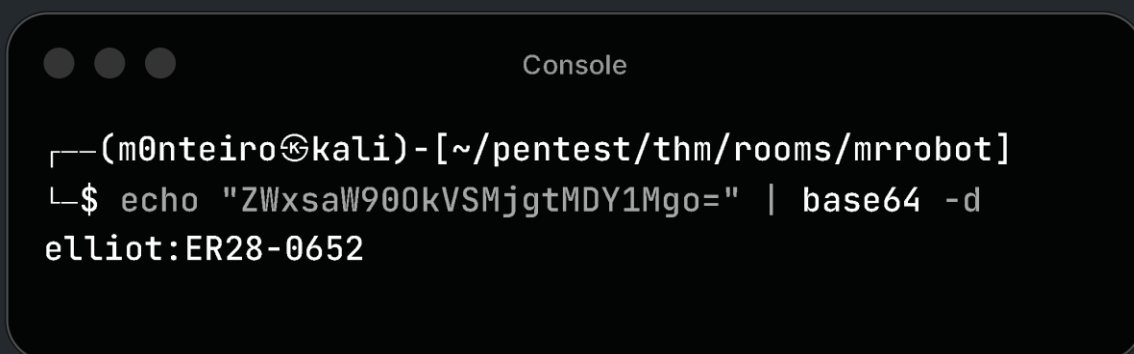 Console
┌──(m0nteiro㉿kali)-[~/pentest/thm/rooms/mrrobot]
└─$ echo "ZWxsaW90OkVSMjgtMDY1Mgo=" | base64 -d
elliot:ER28-0652